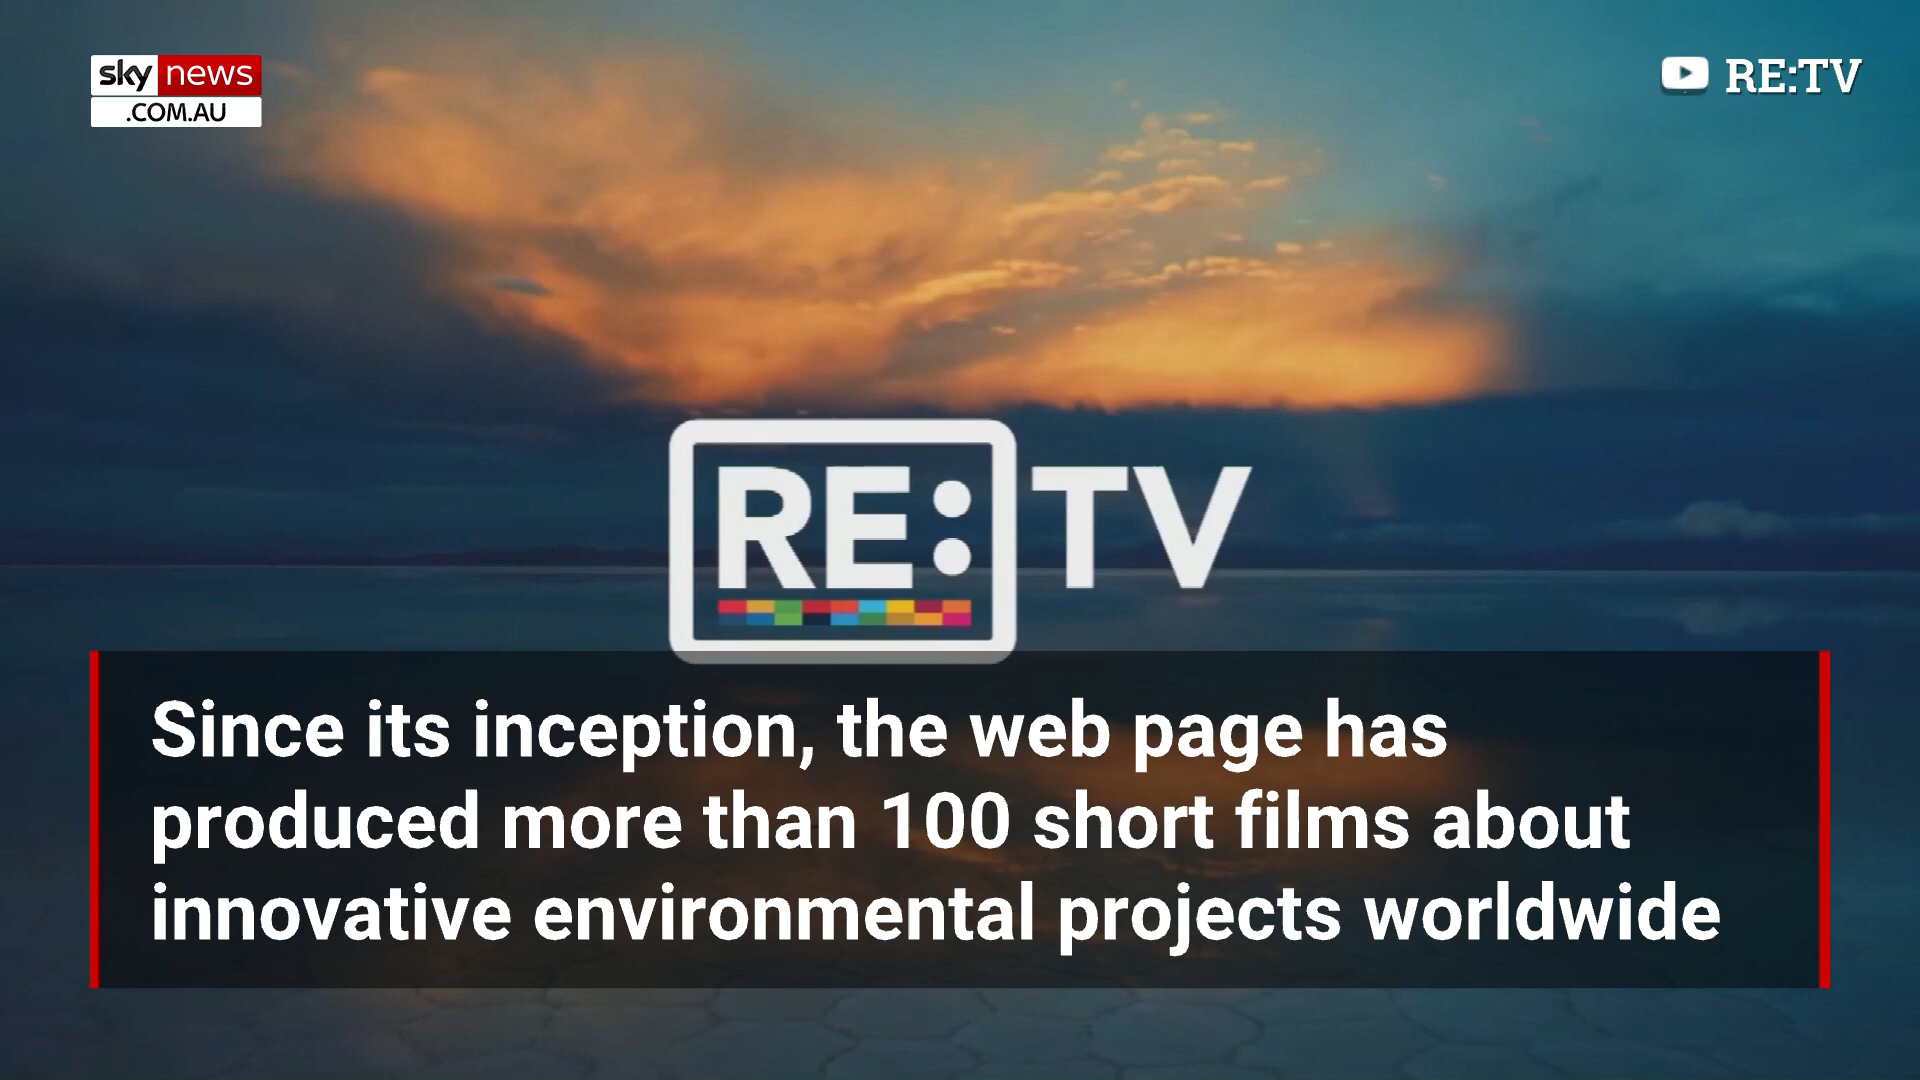 sky news
.COM.AU
RE:TV
RE:TV
Since its inception, the web page has
produced more than 100 short films about
innovative environmental projects worldwide